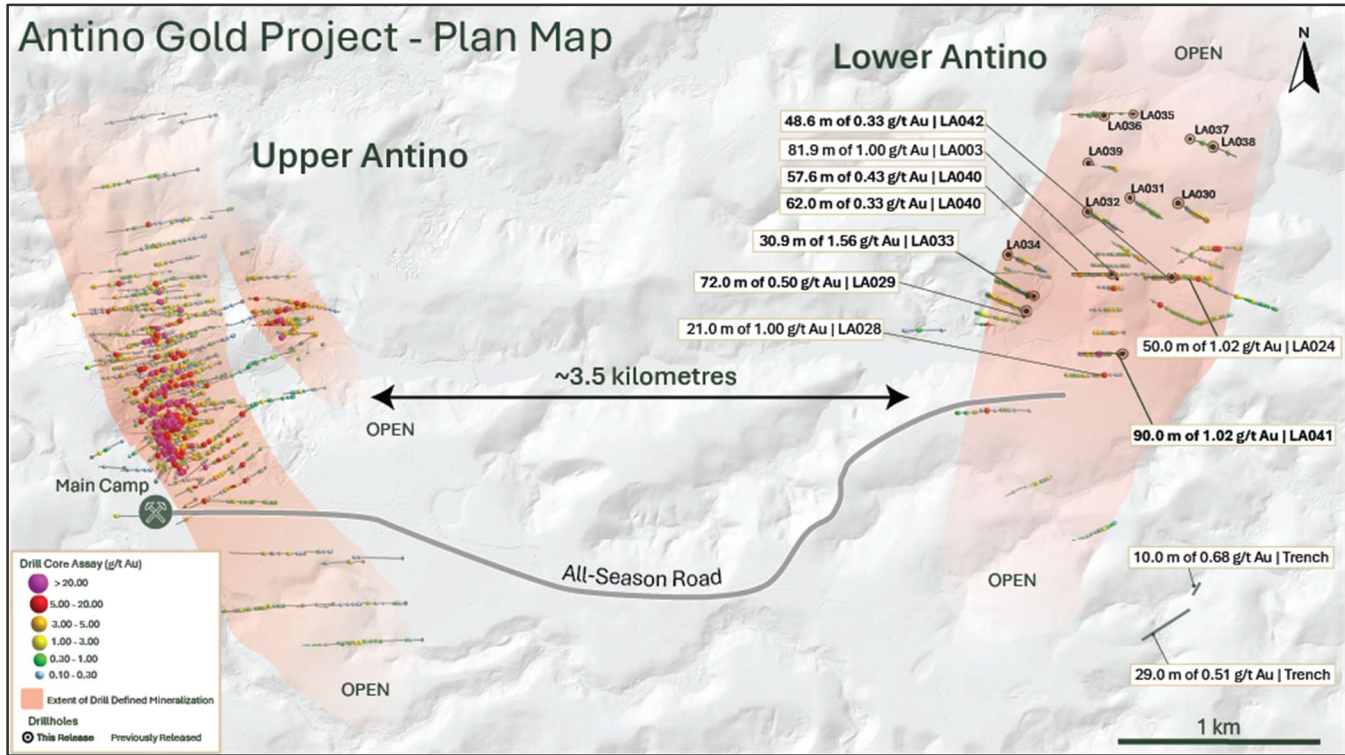 Antino Gold Project - Plan Map
Upper Antino
Lower Antino
OPEN
N
48.6 m of 0.33 g/t Au | LA042
81.9 m of 1.00 g/t Au | LA003
57.6 m of 0.43 g/t Au | LA040
62.0 m of 0.33 g/t Au | LA040
30.9 m of 1.56 g/t Au | LA033
72.0 m of 0.50 g/t Au | LA029
21.0 m of 1.00 g/t Au | LA028
LA035
LA036
LA037
LA038
LA039
LA031
LA030
LA032
LA034
50.0 m of 1.02 g/t Au | LA024
90.0 m of 1.02 g/t Au | LA041
~3.5 kilometres
OPEN
Main Camp
All-Season Road
OPEN
OPEN
10.0 m of 0.68 g/t Au | Trench
29.0 m of 0.51 g/t Au | Trench
1 km
Drill Core Assay (g/t Au)
> 20.00
5.00 - 20.00
3.00 - 5.00
1.00 - 3.00
0.30 - 1.00
0.10 - 0.30
Extent of Drill Defined Mineralization
Drillholes
This Release Previously Released